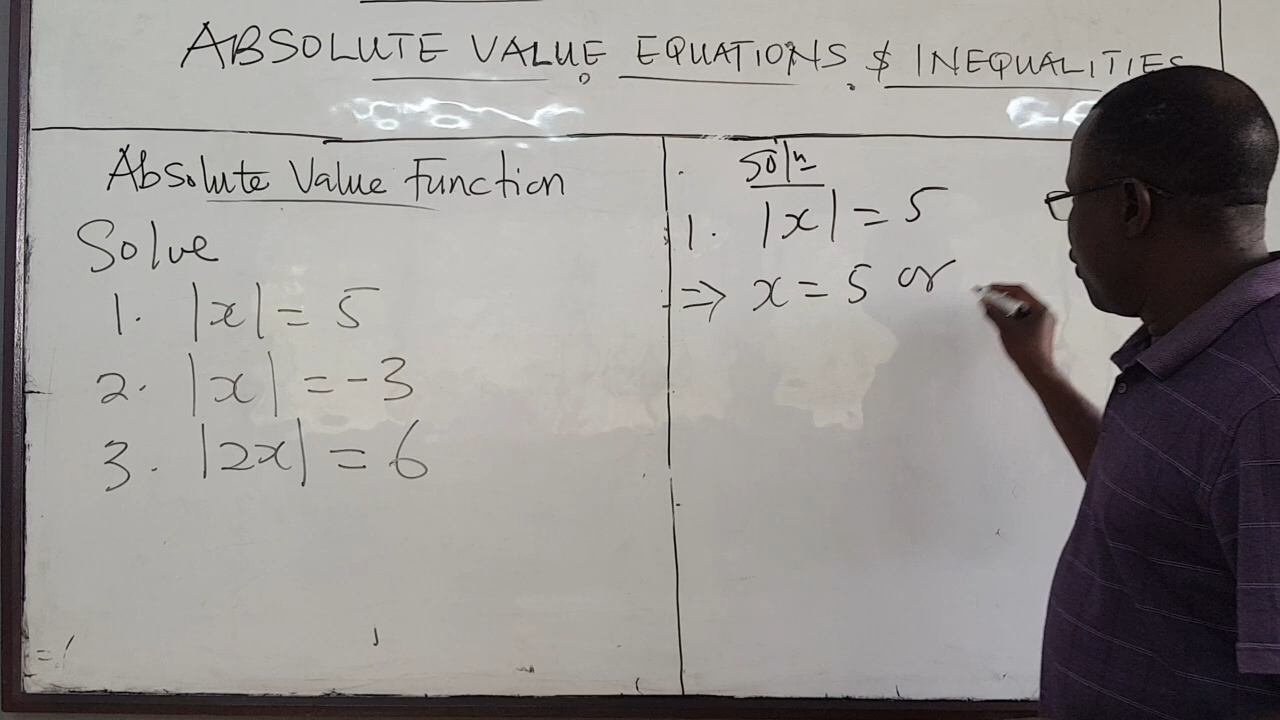 ABSOLUTE VALUE EQUATIONS & INEQUALITIES
Absolute Value Function
Solve
1. |x| = 5
2. |x| = -3
3. |2x| = 6
Soln
1. |x| = 5
⇒ x = 5 or